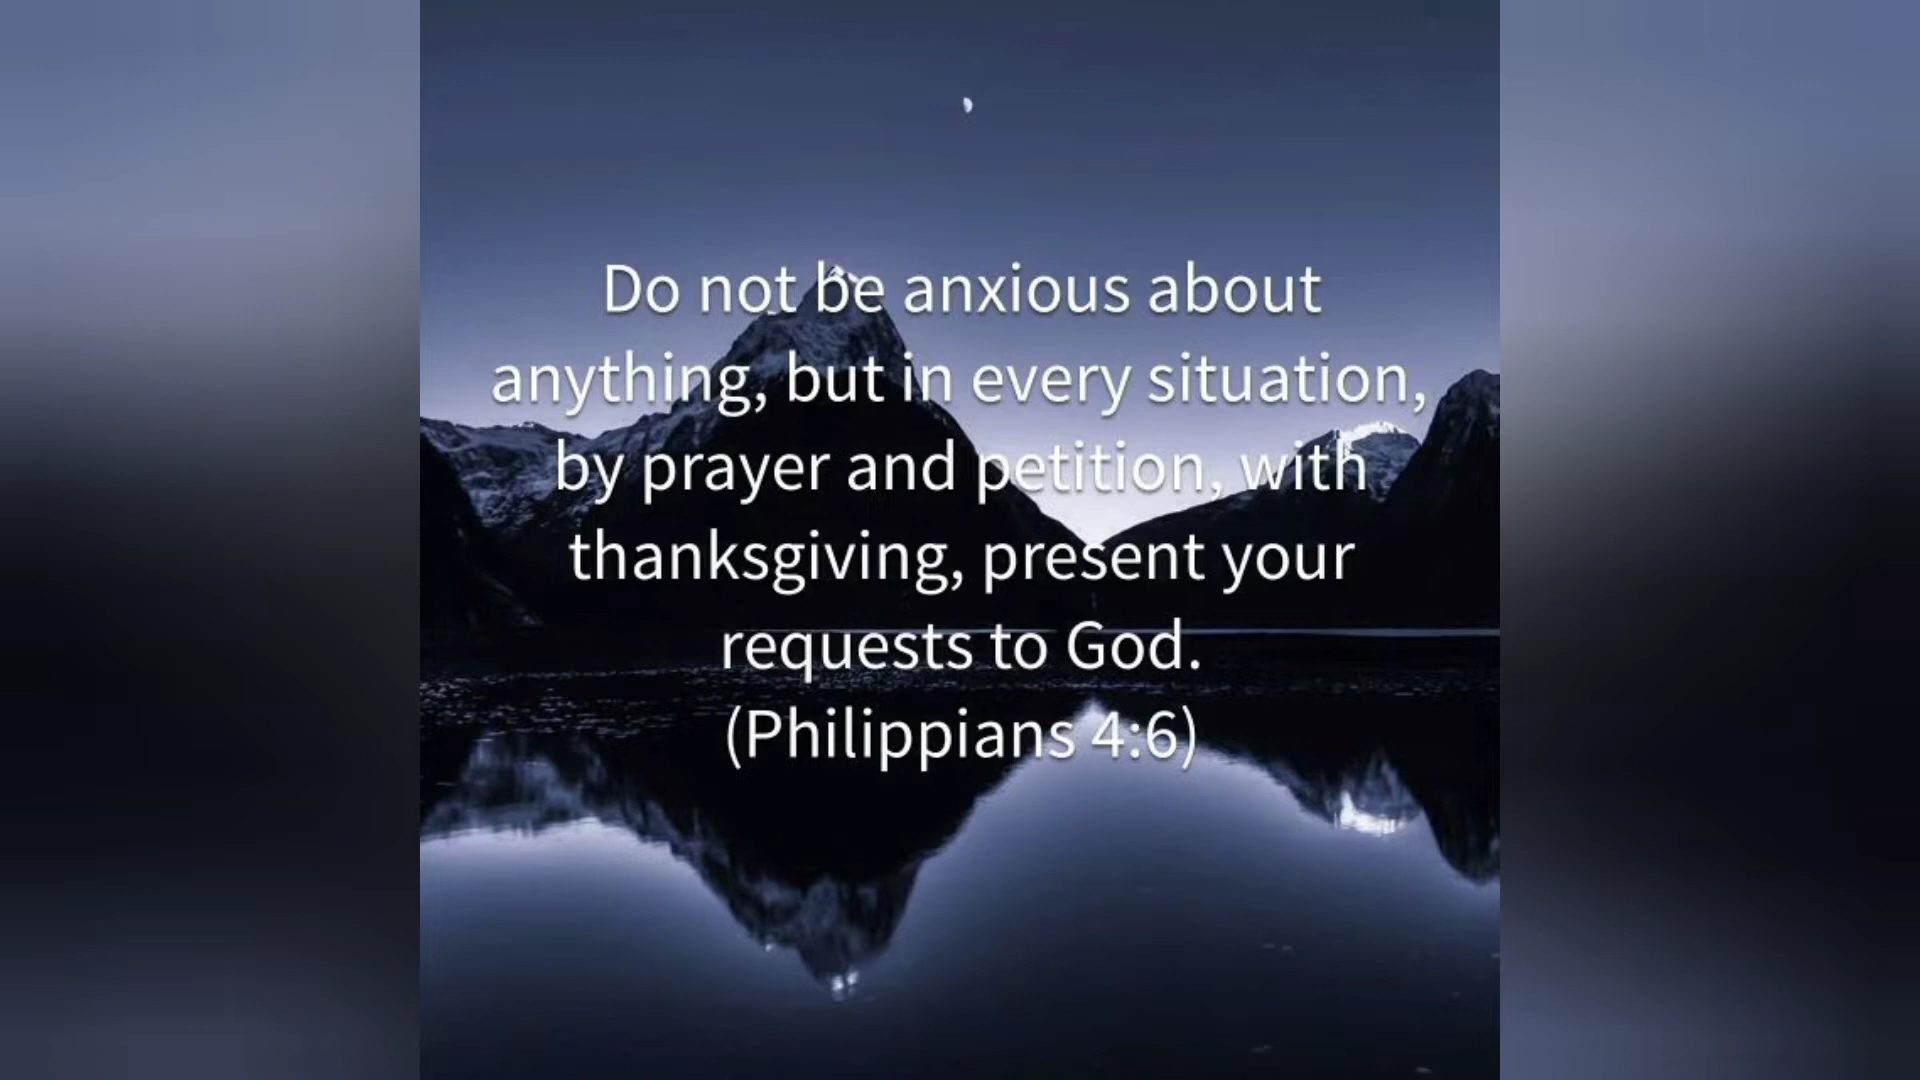 Do not be anxious about
anything, but in every situation,
by prayer and petition, with
thanksgiving, present your
requests to God.
(Philippians 4:6)